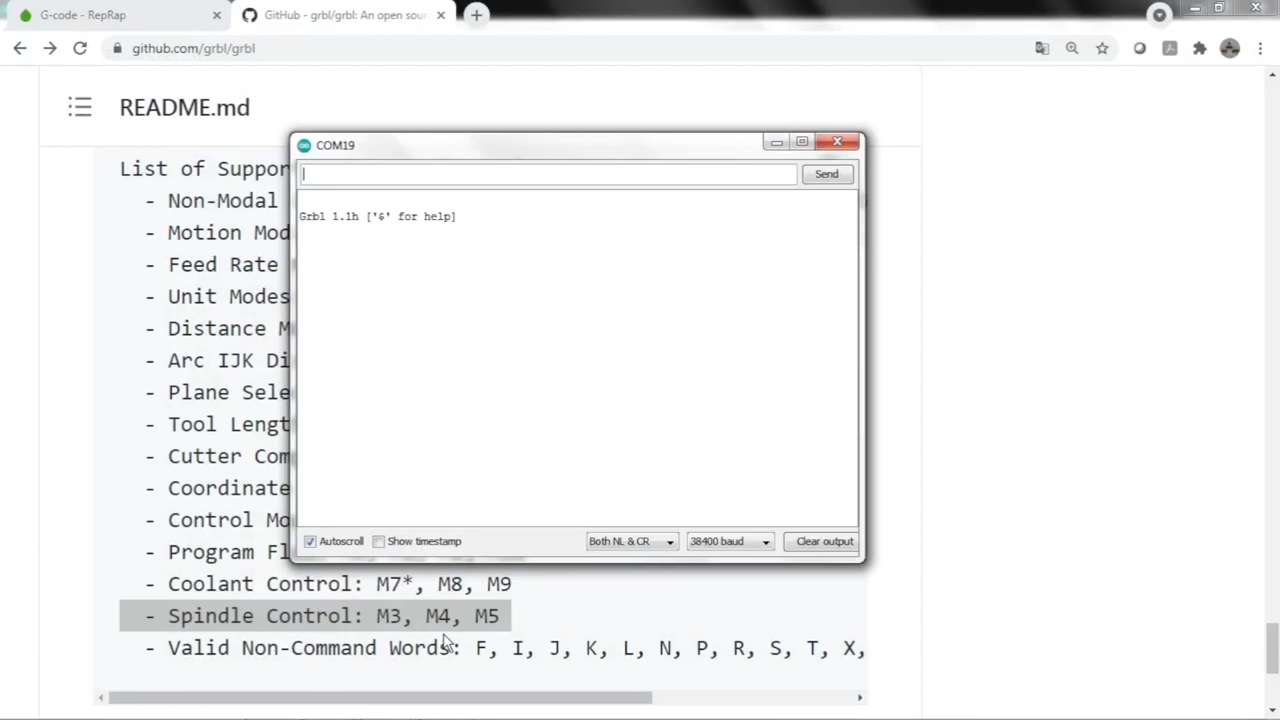 G-code - RepRap
GitHub - grbl/grbl: An open sour
github.com/grbl/grbl
README.md
COM19
Send
Grbl 1.1h ['$' for help]
List of Suppor
- Non-Modal
- Motion Mod
- Feed Rate
- Unit Modes
- Distance M
- Arc IJK Di
- Plane Sele
- Tool Length
- Cutter Com
- Coordinate
- Control Mo
- Program Fl
Autoscroll
Show timestamp
Both NL & CR
38400 baud
Clear output
- Coolant Control: M7*, M8, M9
- Spindle Control: M3, M4, M5
- Valid Non-Command Words: F, I, J, K, L, N, P, R, S, T, X,